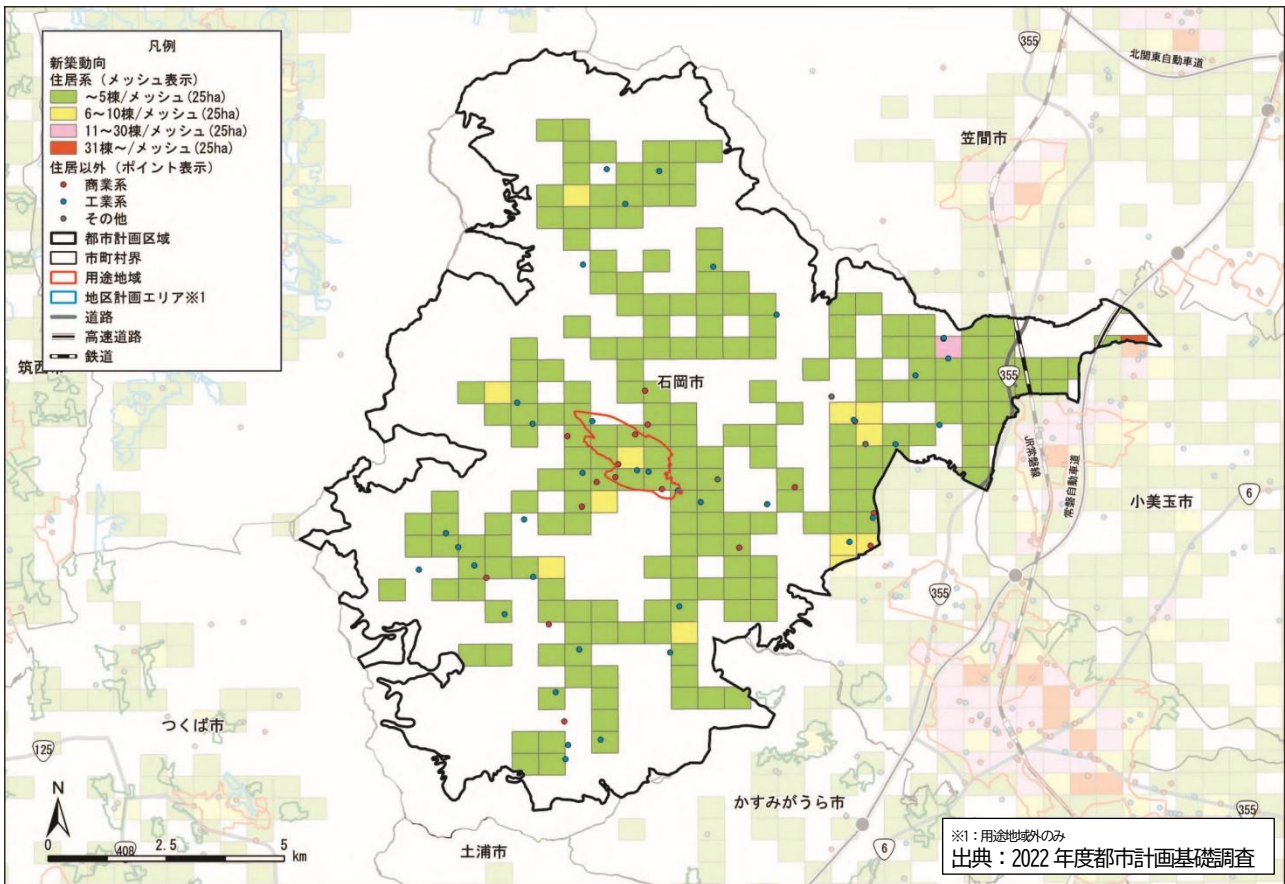 凡例
新築動向
住居系（メッシュ表示）
～5棟/メッシュ(25ha)
6～10棟/メッシュ(25ha)
11～30棟/メッシュ(25ha)
31棟～/メッシュ(25ha)
住居以外（ポイント表示）
商業系
工業系
その他
都市計画区域
市町村界
用途地域
地区計画エリア※1
道路
高速道路
鉄道
355
北関東自動車道
笠間市
筑西市
石岡市
355
JR常磐線
常磐自動車道
小美玉市
6
355
つくば市
125
かすみがうら市
355
6
土浦市
408
N
0 2.5 5
km
※1：用途地域外のみ
出典：2022年度都市計画基礎調査